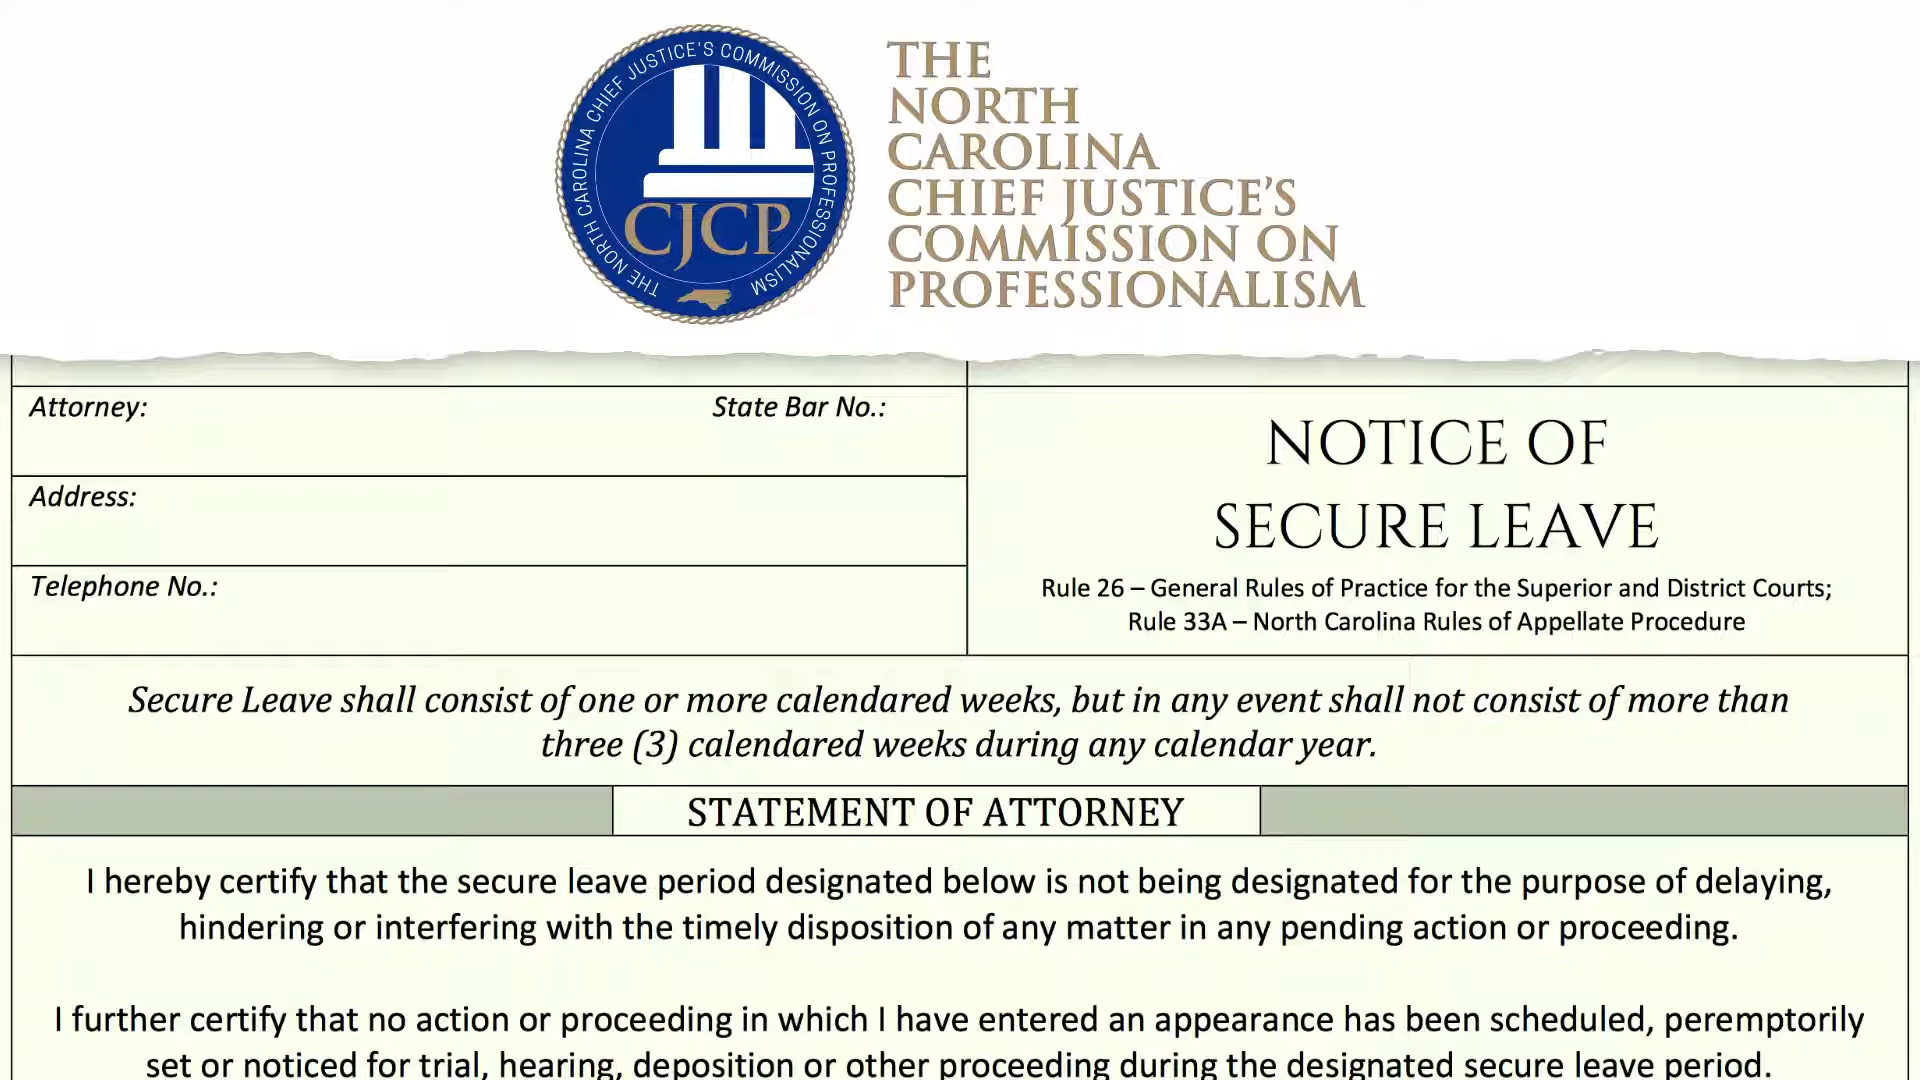 THE NORTH CAROLINA CHIEF JUSTICE'S COMMISSION ON PROFESSIONALISM
CJCP
THE
NORTH
CAROLINA
CHIEF JUSTICE'S
COMMISSION ON
PROFESSIONALISM
Attorney: State Bar No.:
Address:
Telephone No.:
NOTICE OF
SECURE LEAVE
Rule 26 – General Rules of Practice for the Superior and District Courts;
Rule 33A – North Carolina Rules of Appellate Procedure
Secure Leave shall consist of one or more calendared weeks, but in any event shall not consist of more than
three (3) calendared weeks during any calendar year.
STATEMENT OF ATTORNEY
I hereby certify that the secure leave period designated below is not being designated for the purpose of delaying,
hindering or interfering with the timely disposition of any matter in any pending action or proceeding.
I further certify that no action or proceeding in which I have entered an appearance has been scheduled, peremptorily
set or noticed for trial, hearing, deposition or other proceeding during the designated secure leave period.